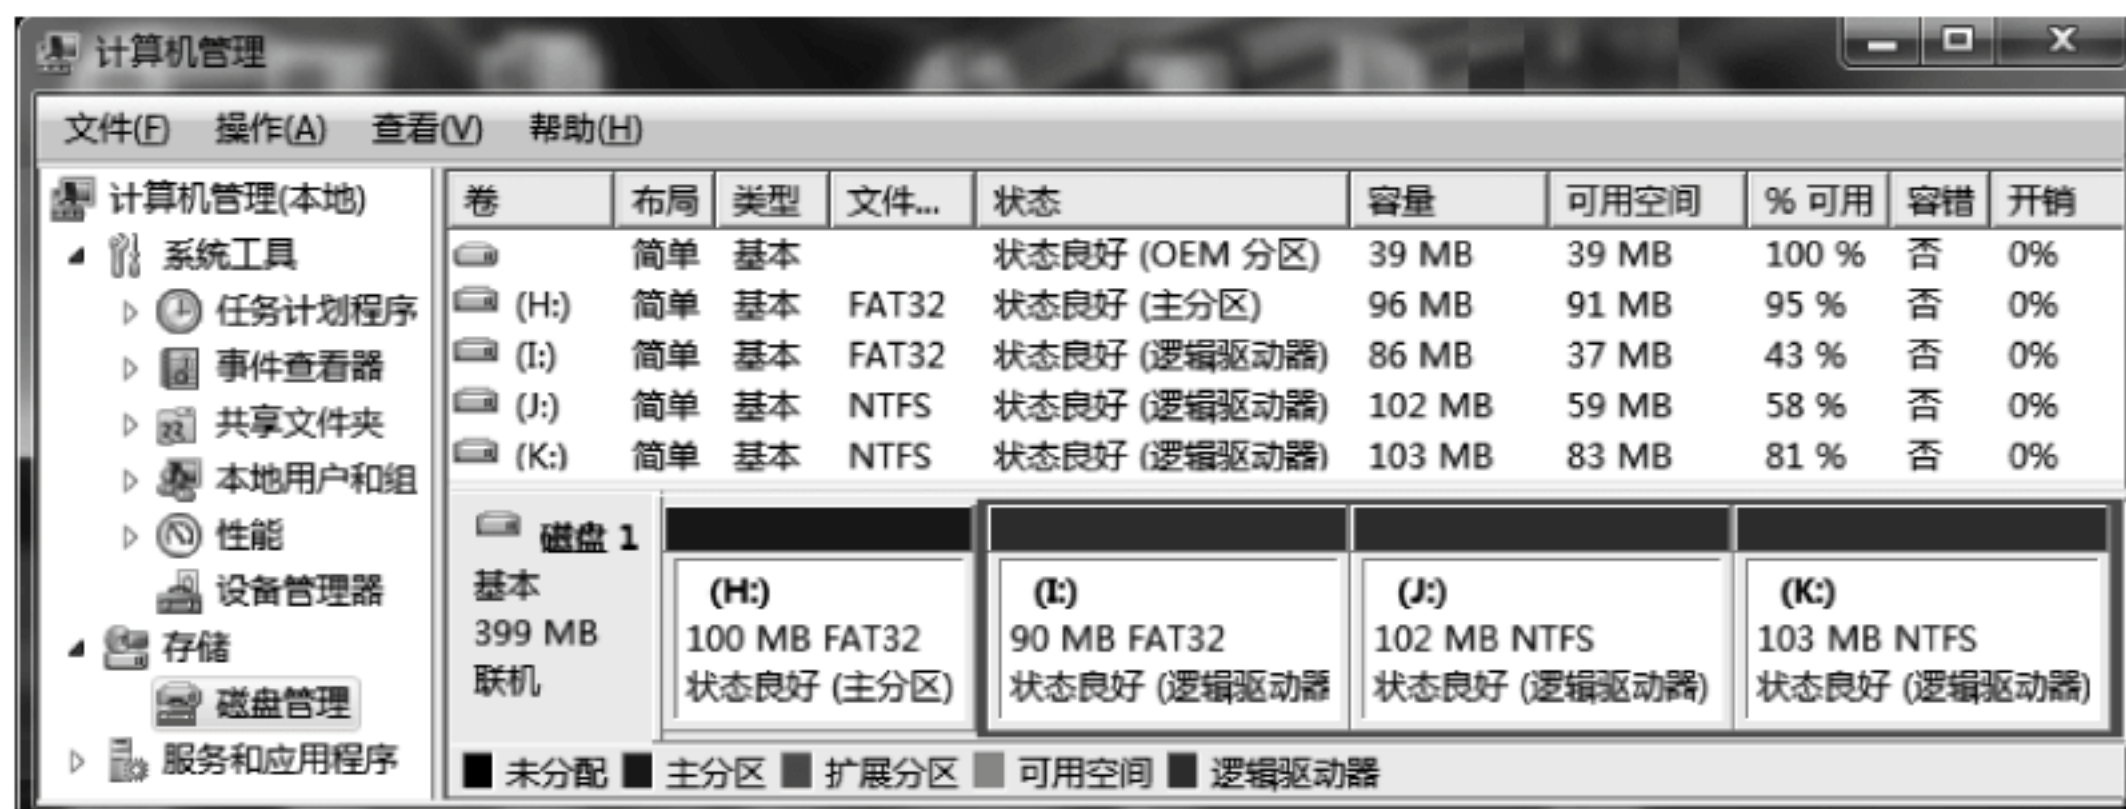 计算机管理
文件(F) 操作(A) 查看(V) 帮助(H)
计算机管理(本地)
系统工具
任务计划程序
事件查看器
共享文件夹
本地用户和组
性能
设备管理器
存储
磁盘管理
服务和应用程序
卷 布局 类型 文件... 状态 容量 可用空间 % 可用 容错 开销
简单 基本 状态良好 (OEM 分区) 39 MB 39 MB 100 % 否 0%
(H:) 简单 基本 FAT32 状态良好 (主分区) 96 MB 91 MB 95 % 否 0%
(I:) 简单 基本 FAT32 状态良好 (逻辑驱动器) 86 MB 37 MB 43 % 否 0%
(J:) 简单 基本 NTFS 状态良好 (逻辑驱动器) 102 MB 59 MB 58 % 否 0%
(K:) 简单 基本 NTFS 状态良好 (逻辑驱动器) 103 MB 83 MB 81 % 否 0%
磁盘 1
基本
399 MB
联机
(H:)
100 MB FAT32
状态良好 (主分区)
(I:)
90 MB FAT32
状态良好 (逻辑驱动器
(J:)
102 MB NTFS
状态良好 (逻辑驱动器)
(K:)
103 MB NTFS
状态良好 (逻辑驱动器)
未分配 主分区 扩展分区 可用空间 逻辑驱动器